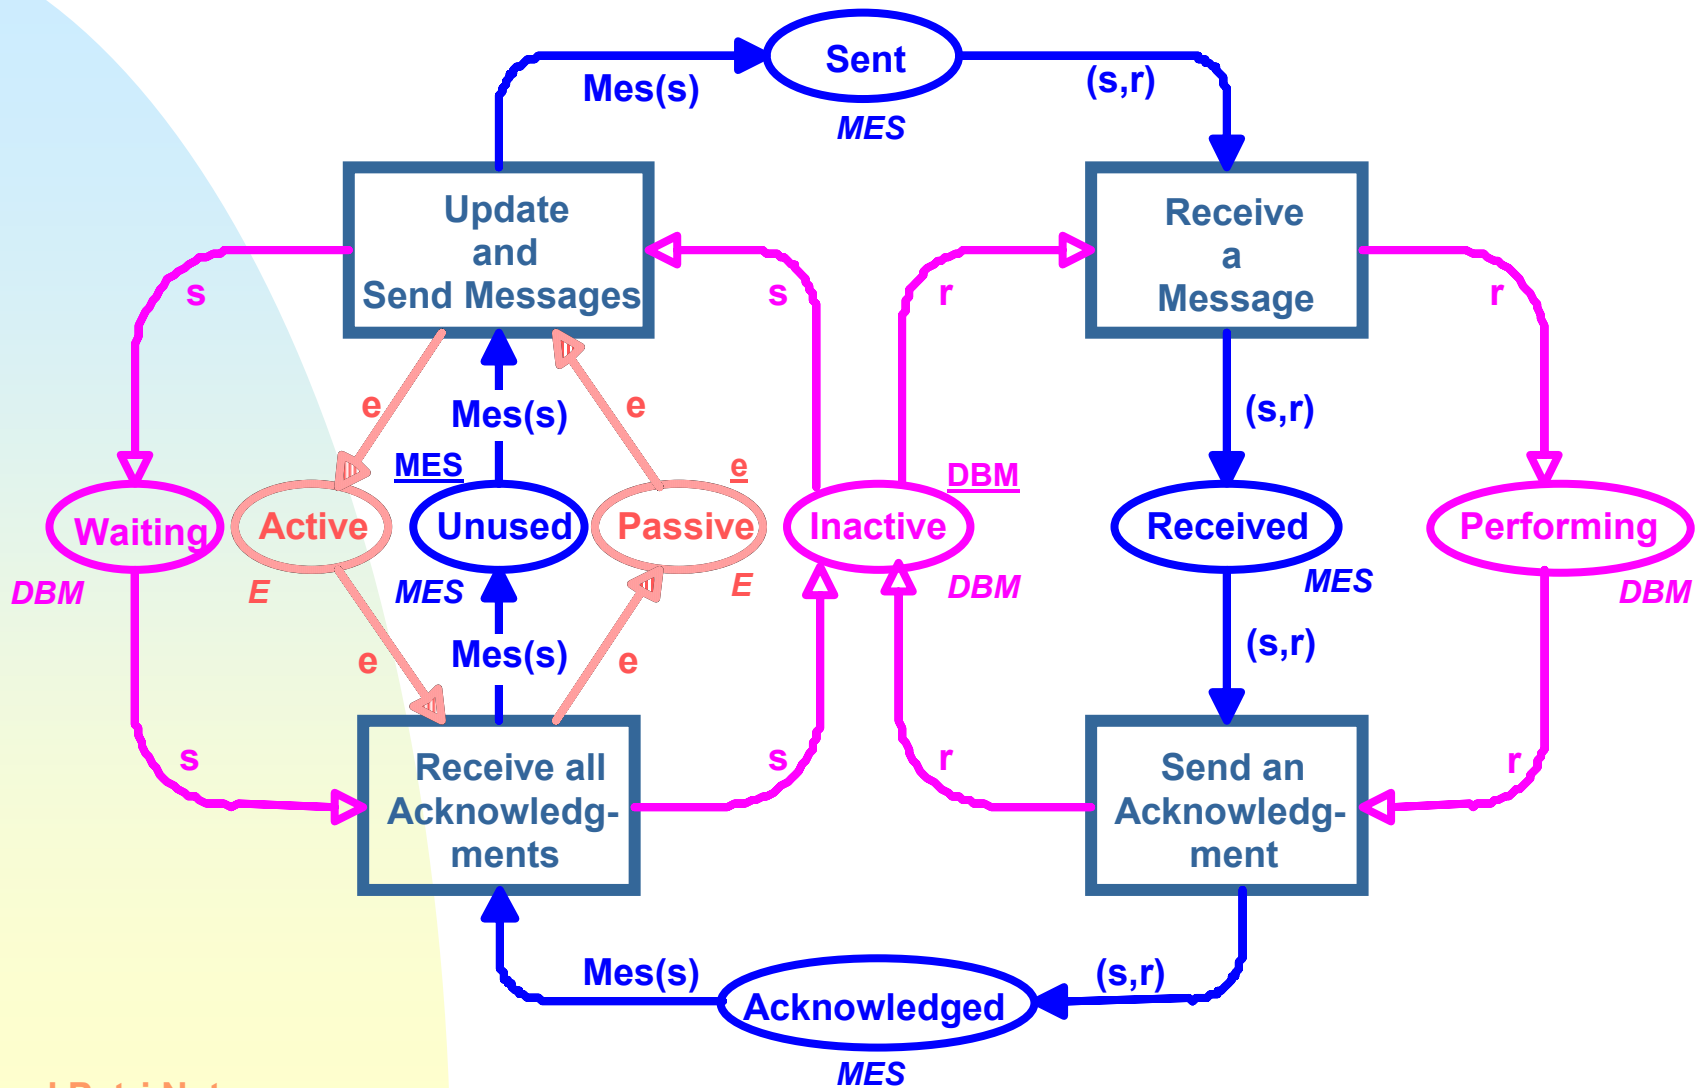 Sent
Mes(s)
(s,r)
MES
Update
and
Send Messages
Receive
a
Message
s
s
r
r
e
Mes(s)
e
(s,r)
MES
e
DBM
Waiting
Active
Unused
Passive
Inactive
Received
Performing
DBM
E
MES
E
DBM
MES
DBM
e
Mes(s)
e
(s,r)
s
s
r
r
Receive all
Acknowledg-
ments
Send an
Acknowledg-
ment
Mes(s)
(s,r)
Acknowledged
MES